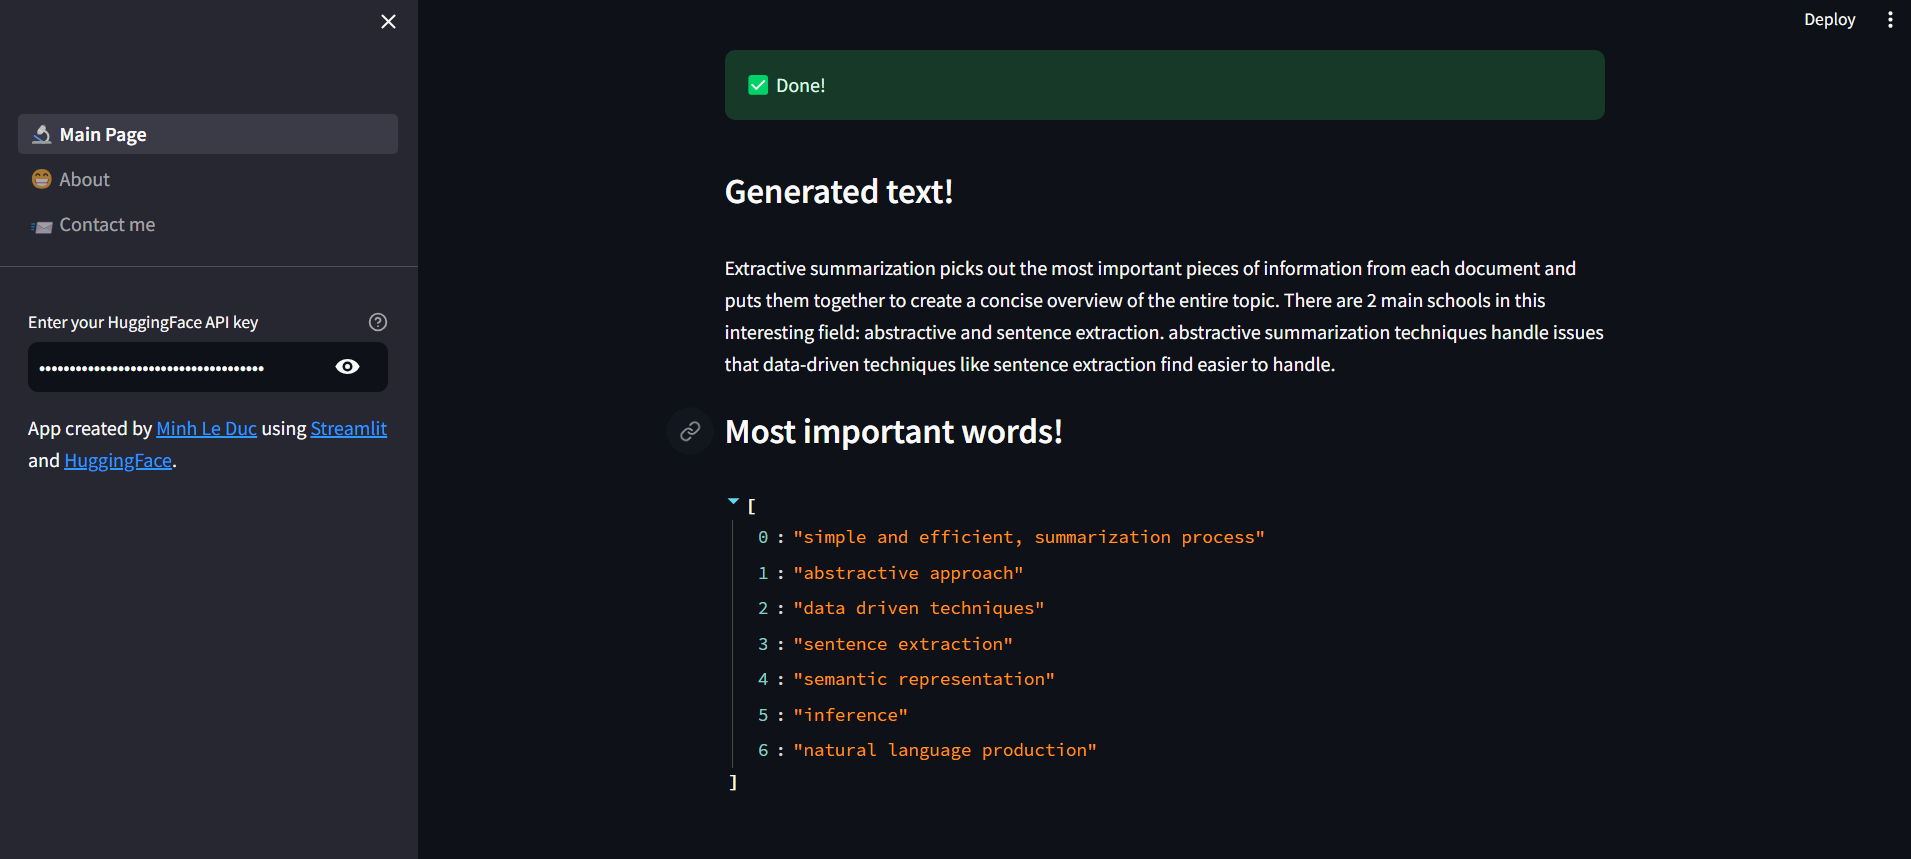 Deploy
Main Page
About
Contact me
Enter your HuggingFace API key
App created by Minh Le Duc using Streamlit
and HuggingFace.
Done!
Generated text!
Extractive summarization picks out the most important pieces of information from each document and
puts them together to create a concise overview of the entire topic. There are 2 main schools in this
interesting field: abstractive and sentence extraction. abstractive summarization techniques handle issues
that data-driven techniques like sentence extraction find easier to handle.
Most important words!
[
0 : "simple and efficient, summarization process"
1 : "abstractive approach"
2 : "data driven techniques"
3 : "sentence extraction"
4 : "semantic representation"
5 : "inference"
6 : "natural language production"
]